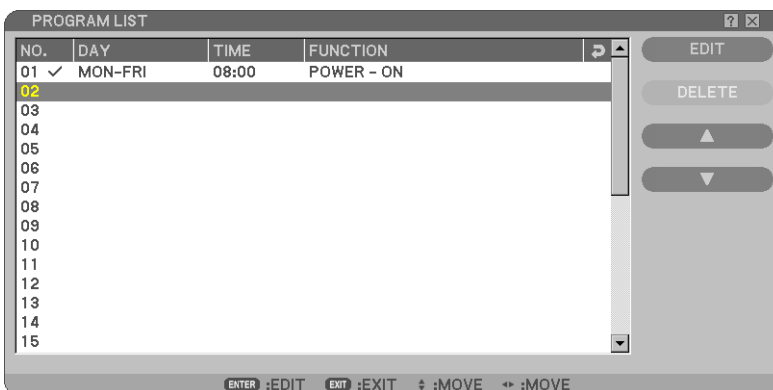 PROGRAM LIST ? X
NO. DAY TIME FUNCTION EDIT
01 ✓ MON-FRI 08:00 POWER - ON
02 DELETE
03
04
05
06
07
08
09
10
11
12
13
14
15
ENTER :EDIT EXIT :EXIT :MOVE :MOVE